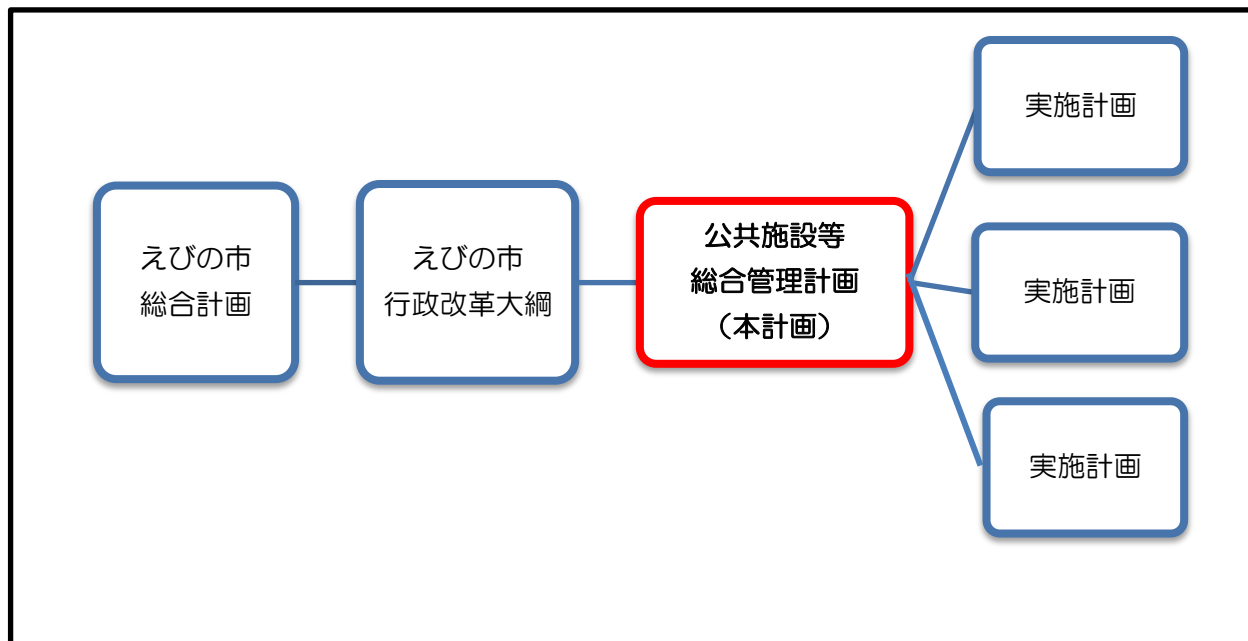 えびの市
総合計画
えびの市
行政改革大綱
公共施設等
総合管理計画
（本計画）
実施計画
実施計画
実施計画